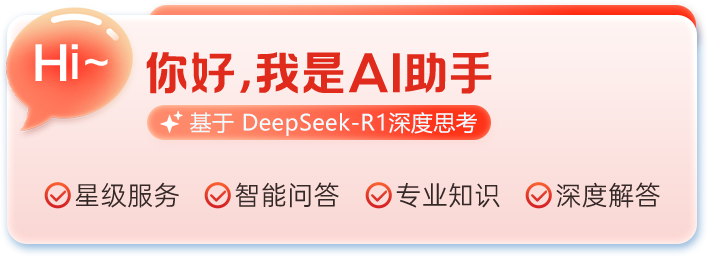 Hi~
你好,我是AI助手
基于 DeepSeek-R1深度思考
星级服务 智能问答 专业知识 深度解答